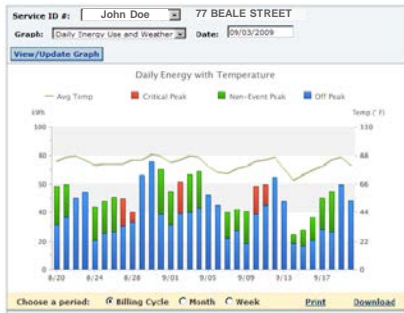 Service ID #: John Doe 77 BEALE STREET
Graph: Daily Energy Use and Weather Date: 09/03/2009
View/Update Graph
Daily Energy with Temperature
Avg Temp Critical Peak Non-Event Peak Off Peak
kWh Temp (° F)
100 110
80 88
60 66
40 44
20 22
0 0
8/20 8/24 8/28 9/01 9/05 9/09 9/13 9/17
Choose a period: Billing Cycle Month Week Print Download